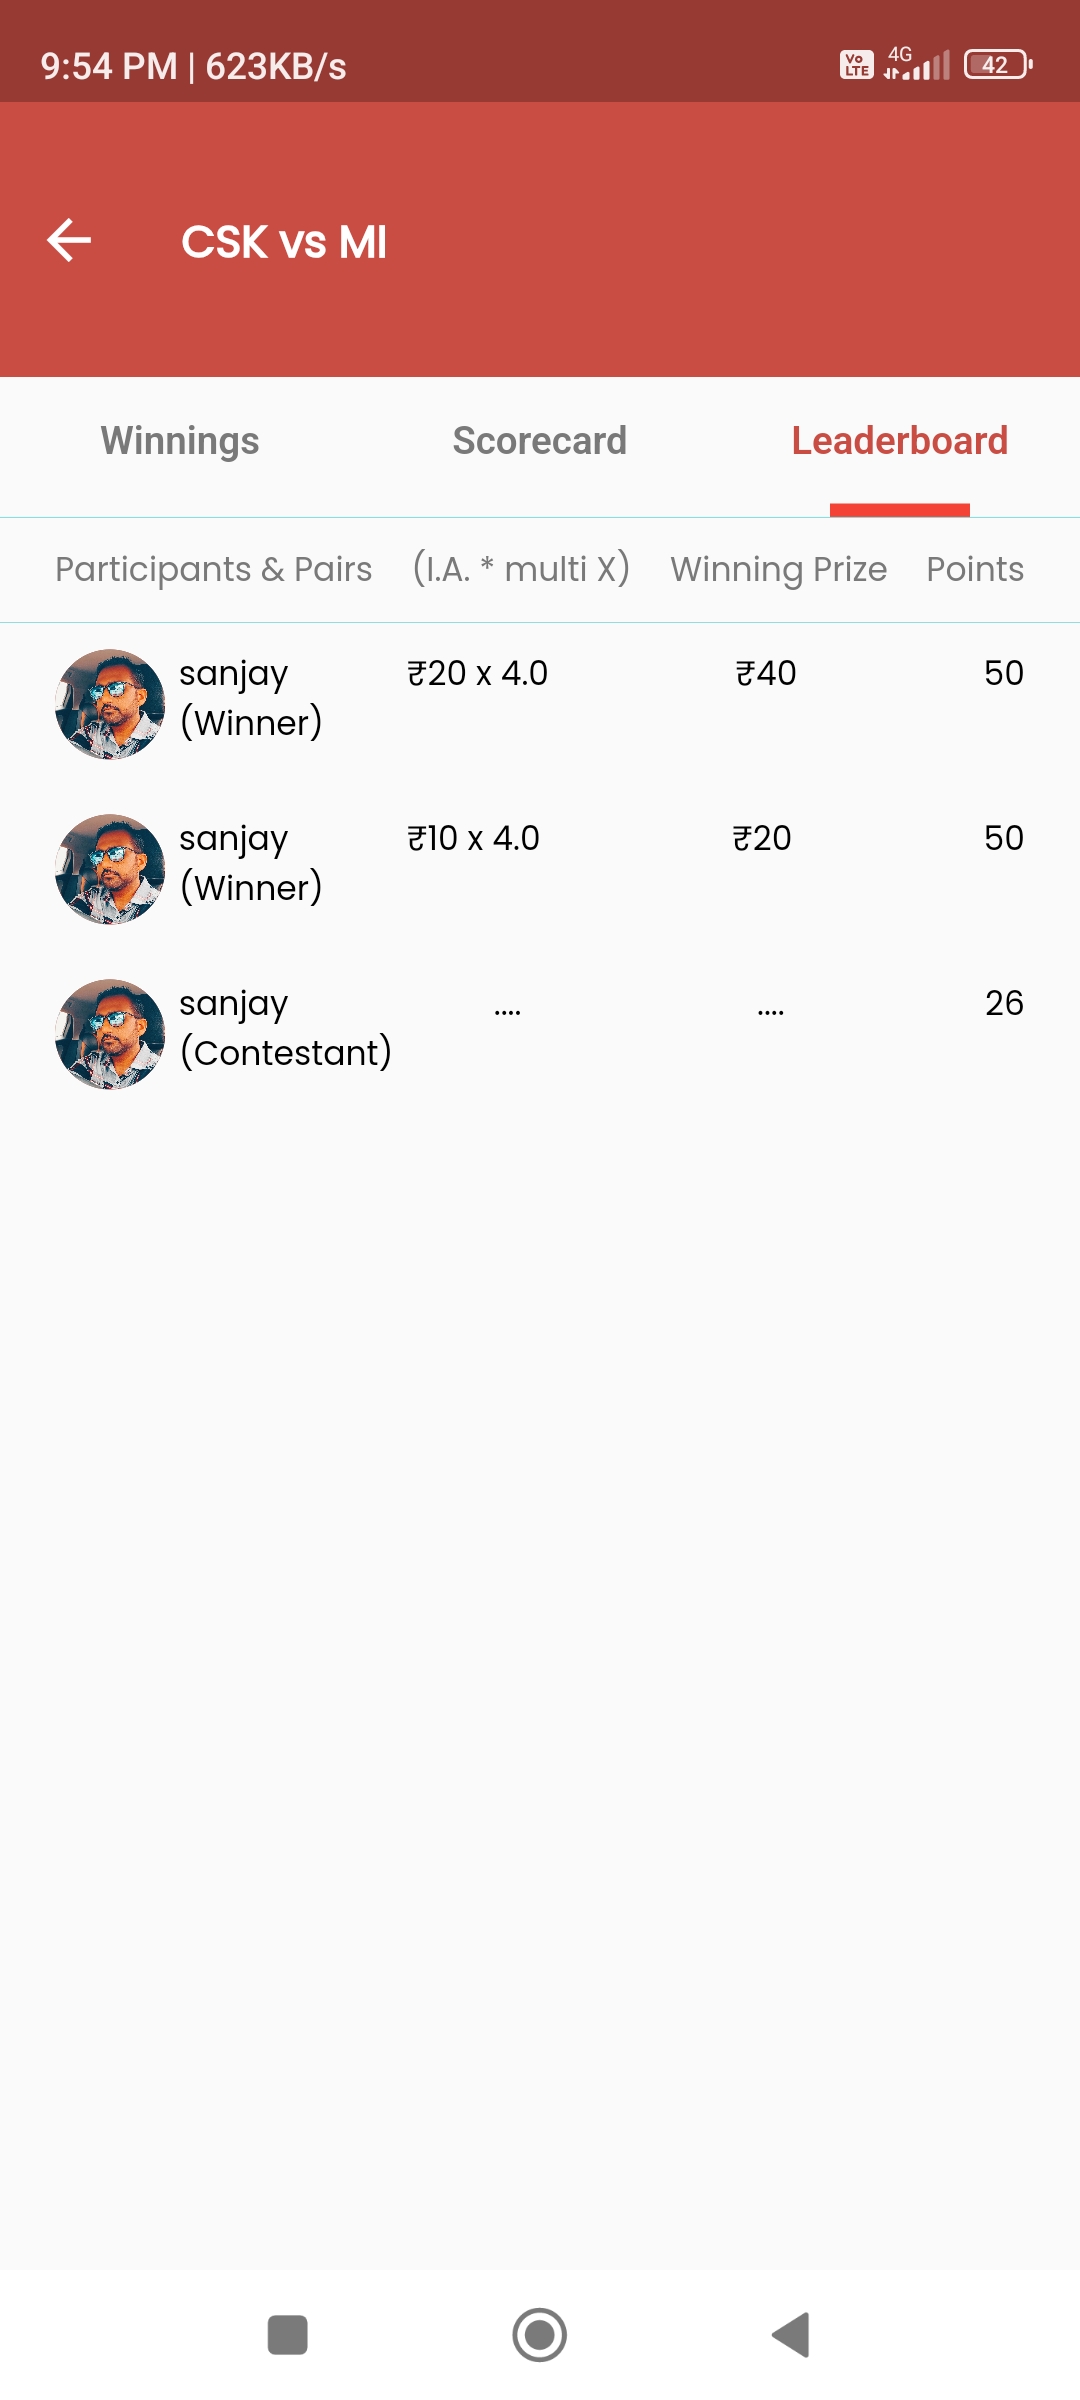 9:54 PM | 623KB/s Vo LTE 4G 42
CSK vs MI
Winnings Scorecard Leaderboard
Participants & Pairs (I.A. * multi X) Winning Prize Points
sanjay ₹20 x 4.0 ₹40 50
(Winner)
sanjay ₹10 x 4.0 ₹20 50
(Winner)
sanjay .... .... 26
(Contestant)